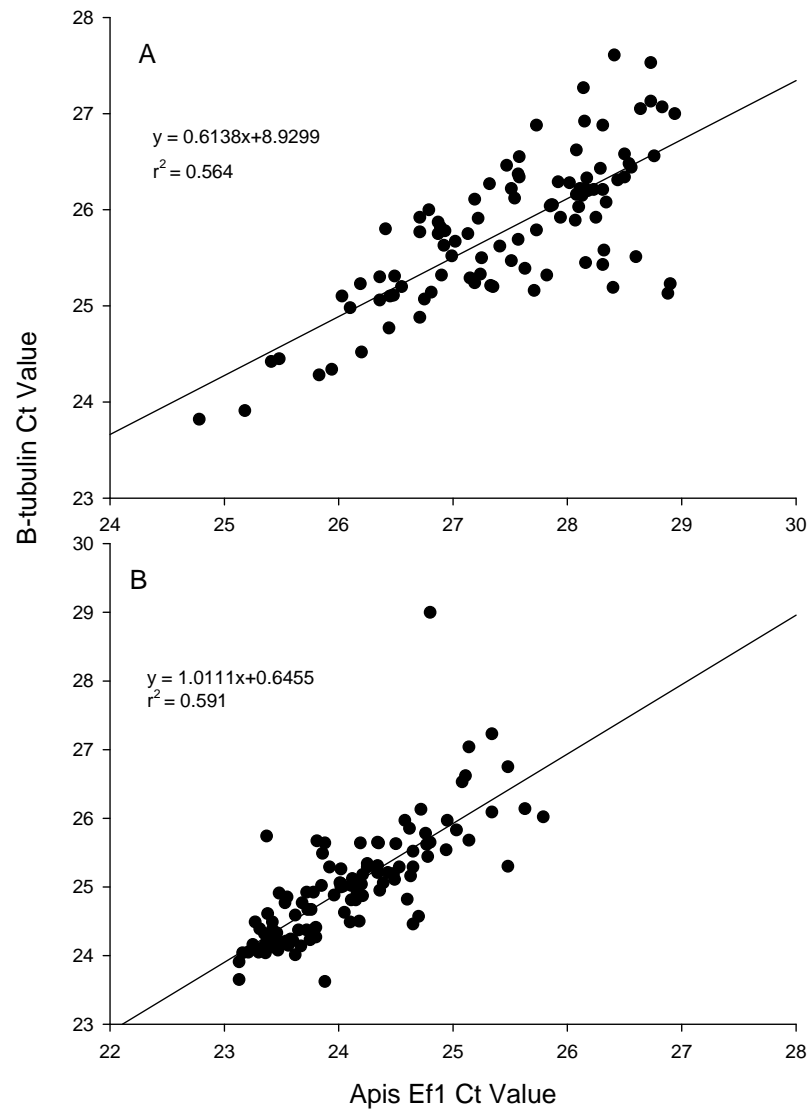 28
27
26
25
24
23
A
y = 0.6138x+8.9299
r² = 0.564
24 25 26 27 28 29 30
B-tubulin Ct Value
30
29
28
27
26
25
24
23
B
y = 1.0111x+0.6455
r² = 0.591
22 23 24 25 26 27 28
Apis Ef1 Ct Value